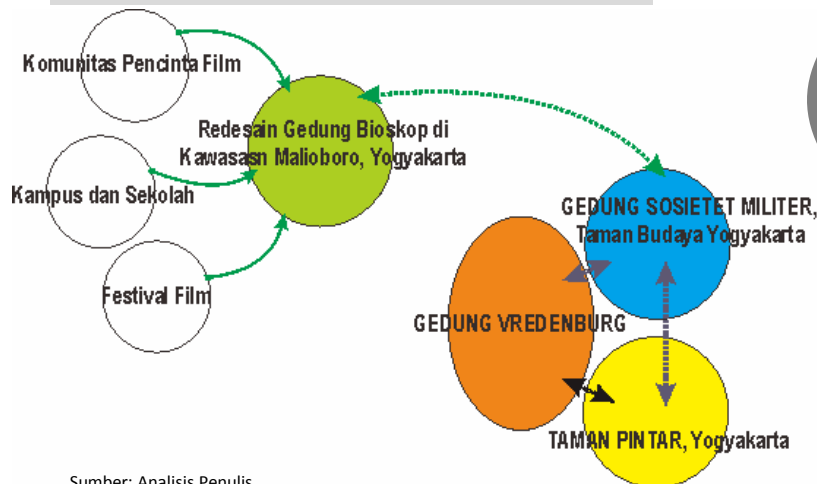 Komunitas Pencinta Film
Redesain Gedung Bioskop di
Kawasasn Malioboro, Yogyakarta
Kampus dan Sekolah
Festival Film
GEDUNG SOSIETET MILITER,
Taman Budaya Yogyakarta
GEDUNG VREDENBURG
TAMAN PINTAR, Yogyakarta
Sumber: Analisis Penulis